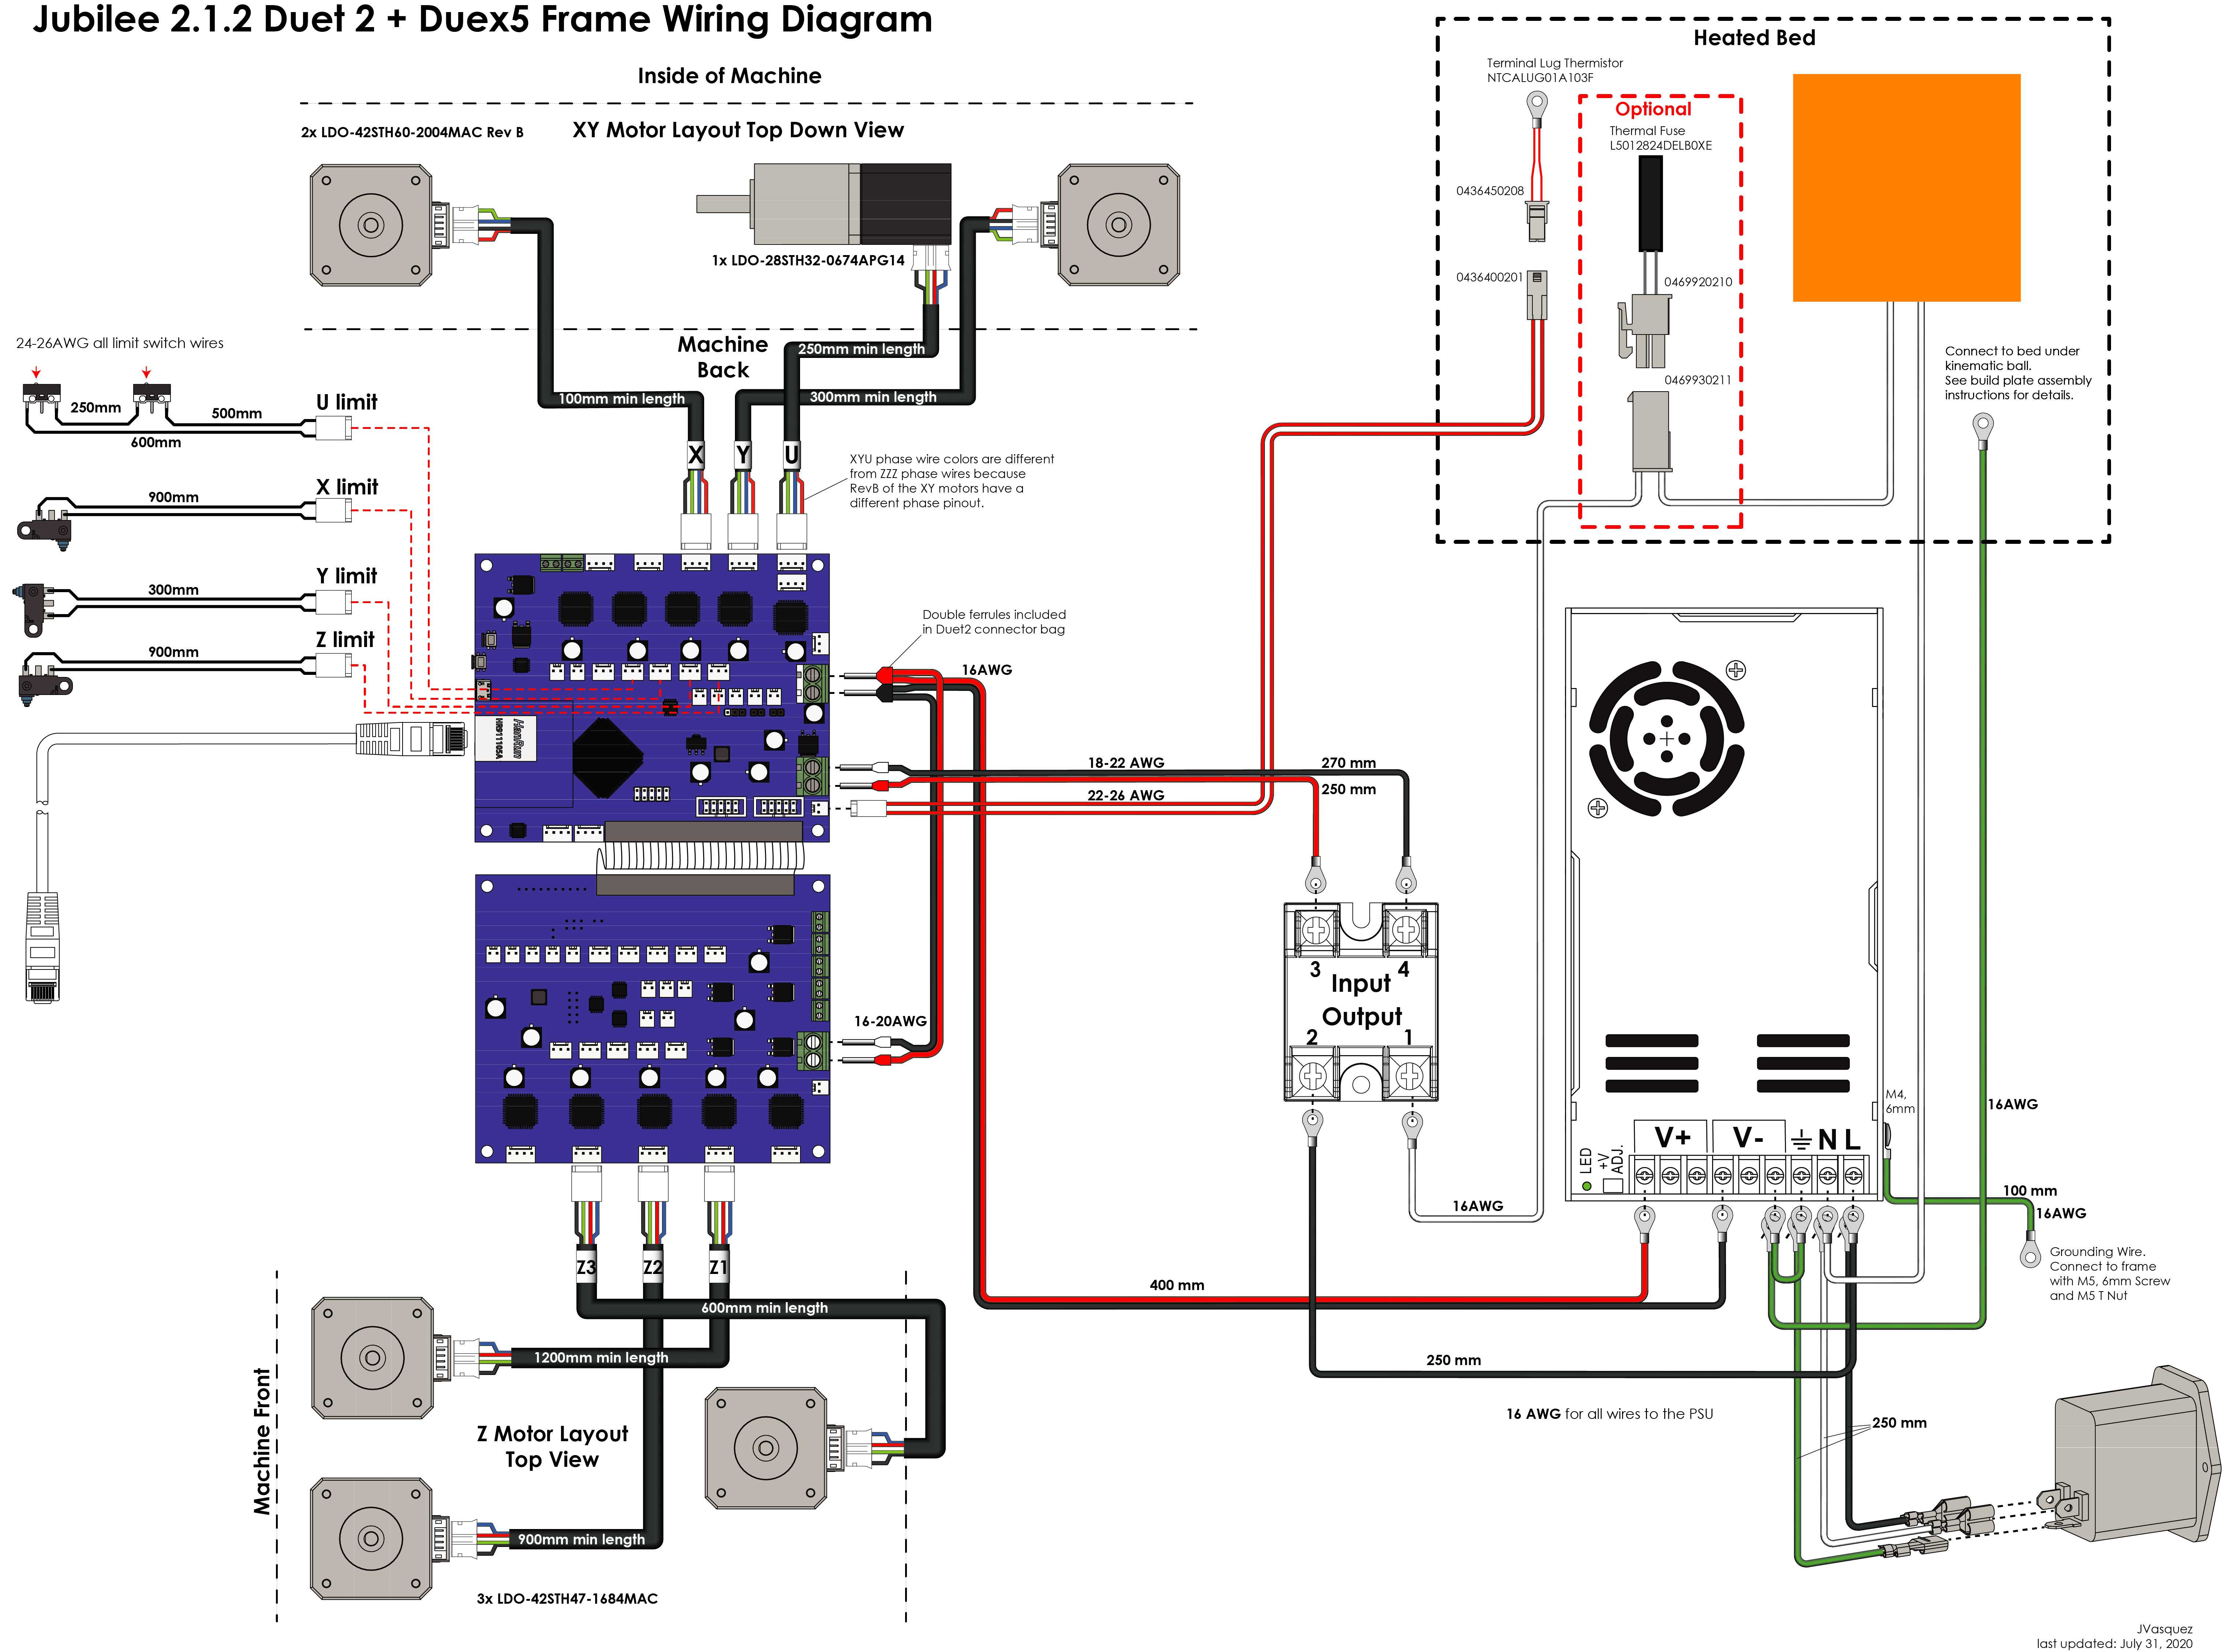 Jubilee 2.1.2 Duet 2 + Duex5 Frame Wiring Diagram
Inside of Machine
2x LDO-42STH60-2004MAC Rev B
XY Motor Layout Top Down View
1x LDO-28STH32-0674APG14
Machine
Back
250mm min length
100mm min length
300mm min length
X
Y
U
XYU phase wire colors are different
from ZZZ phase wires because
RevB of the XY motors have a
different phase pinout.
24-26AWG all limit switch wires
250mm
500mm
600mm
U limit
900mm
X limit
300mm
Y limit
900mm
Z limit
HanRun
HR911105A
Double ferrules included
in Duet2 connector bag
16AWG
18-22 AWG
270 mm
250 mm
22-26 AWG
16-20AWG
3
4
Input
Output
2
1
16AWG
Heated Bed
Terminal Lug Thermistor
NTCALUG01A103F
0436450208
0436400201
Optional
Thermal Fuse
L5012824DELB0XE
0469920210
0469930211
Connect to bed under
kinematic ball.
See build plate assembly
instructions for details.
M4,
6mm
16AWG
LED
+V
ADJ.
V+
V-
N
L
100 mm
16AWG
Grounding Wire.
Connect to frame
with M5, 6mm Screw
and M5 T Nut
400 mm
250 mm
16 AWG for all wires to the PSU
250 mm
Z3
Z2
Z1
600mm min length
1200mm min length
900mm min length
Machine Front
Z Motor Layout
Top View
3x LDO-42STH47-1684MAC
JVasquez
last updated: July 31, 2020